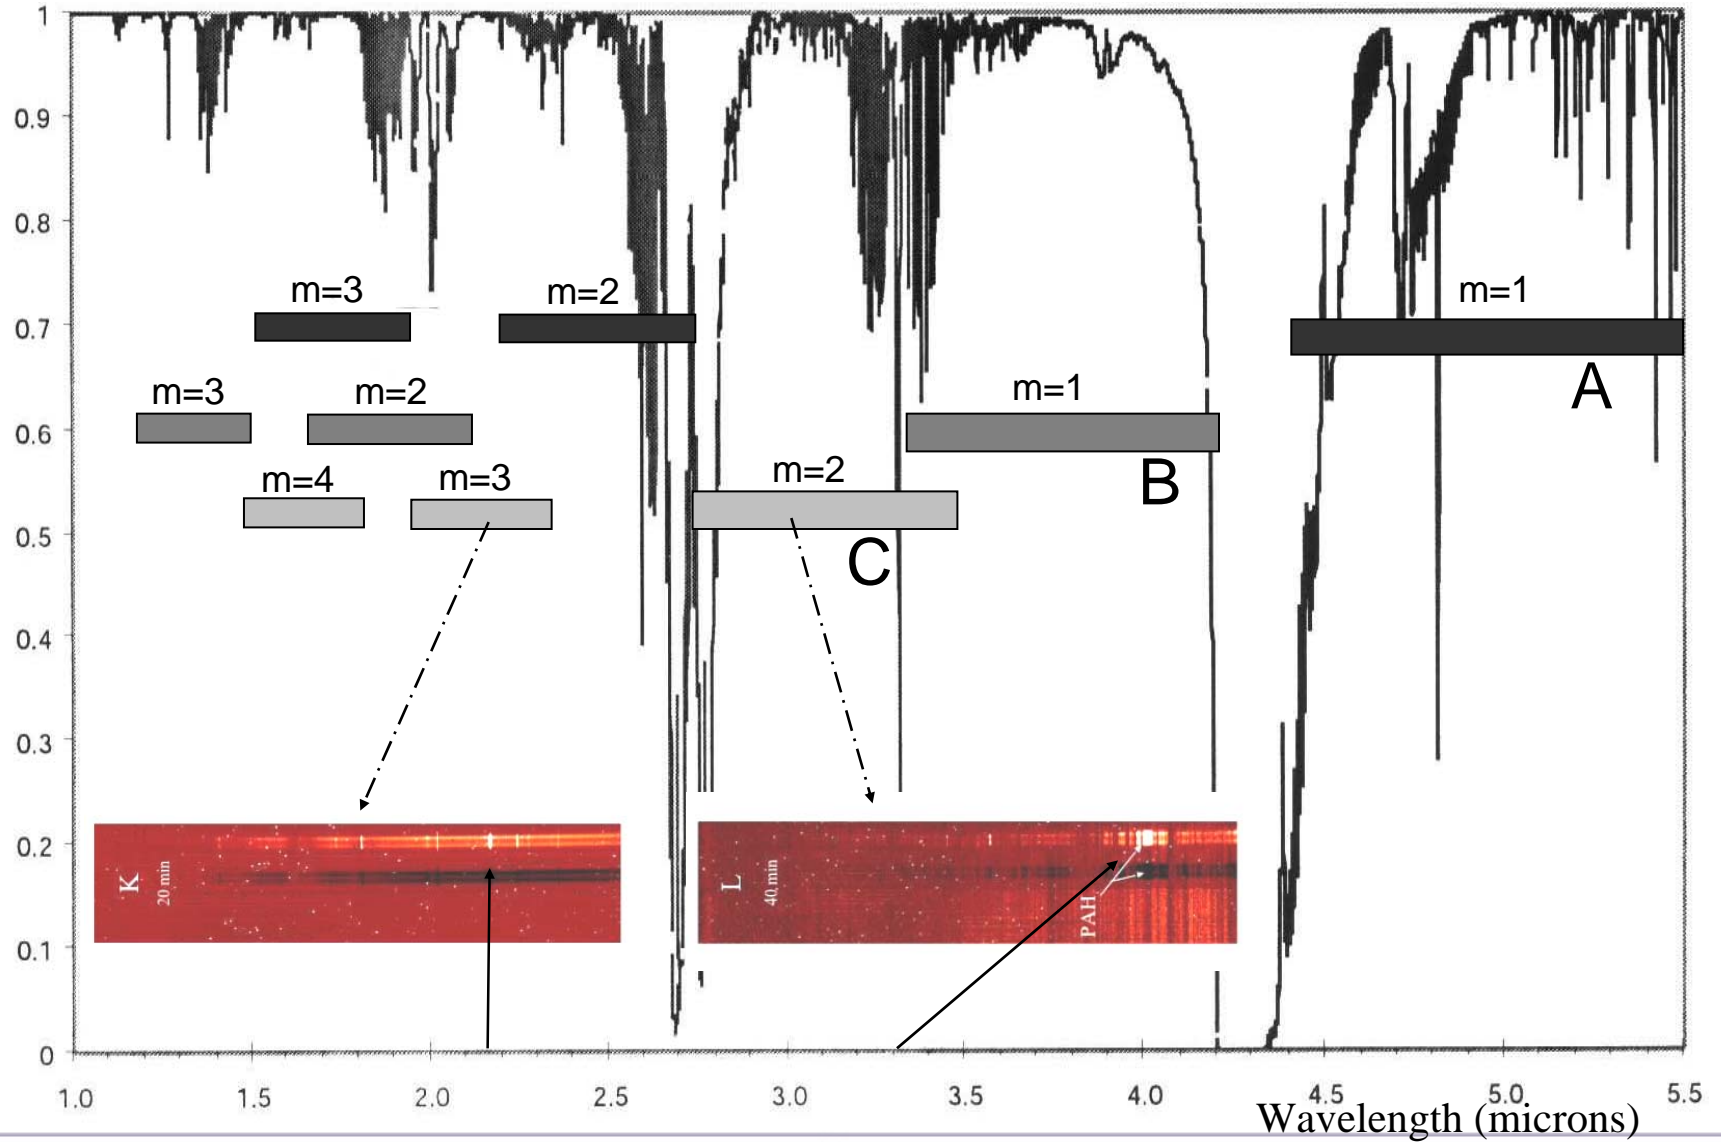 1
0.9
0.8
0.7
0.6
0.5
0.4
0.3
0.2
0.1
0
m=3
m=2
m=1
A
m=3
m=2
m=1
B
m=4
m=3
m=2
C
K
20 min
L
40 min
PAH
1.0
1.5
2.0
2.5
3.0
3.5
4.0
4.5
5.0
5.5
Wavelength (microns)